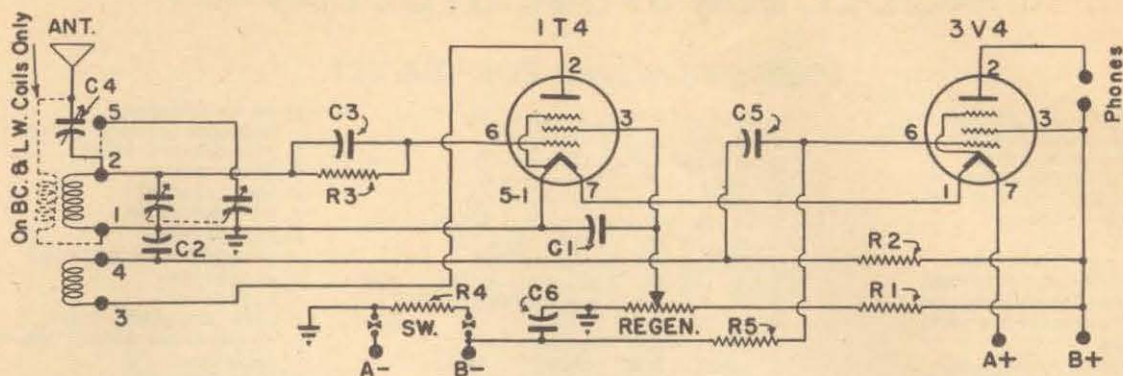 ANT.
1T4
3V4
On BC. & L.W. Coils Only
C4
5
2
1
4
3
C2
C3
R3
6
2
3
5-1
7
C1
C5
6
2
3
1
7
Phones
R2
R1
R4
SW.
C6
REGEN.
R5
A-
B-
A+
B+